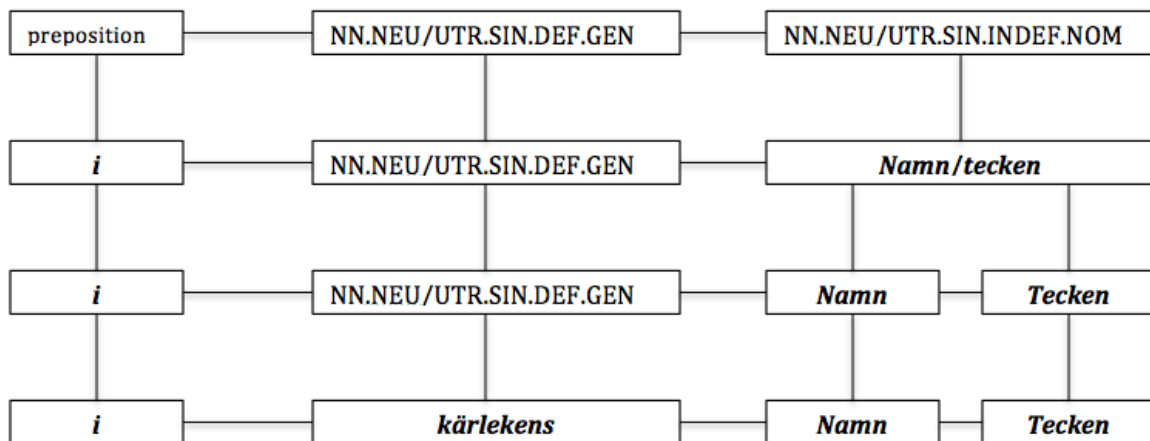 preposition NN.NEU/UTR.SIN.DEF.GEN NN.NEU/UTR.SIN.INDEF.NOM
i NN.NEU/UTR.SIN.DEF.GEN Namn/tecken
i NN.NEU/UTR.SIN.DEF.GEN Namn Tecken
i kärlekens Namn Tecken